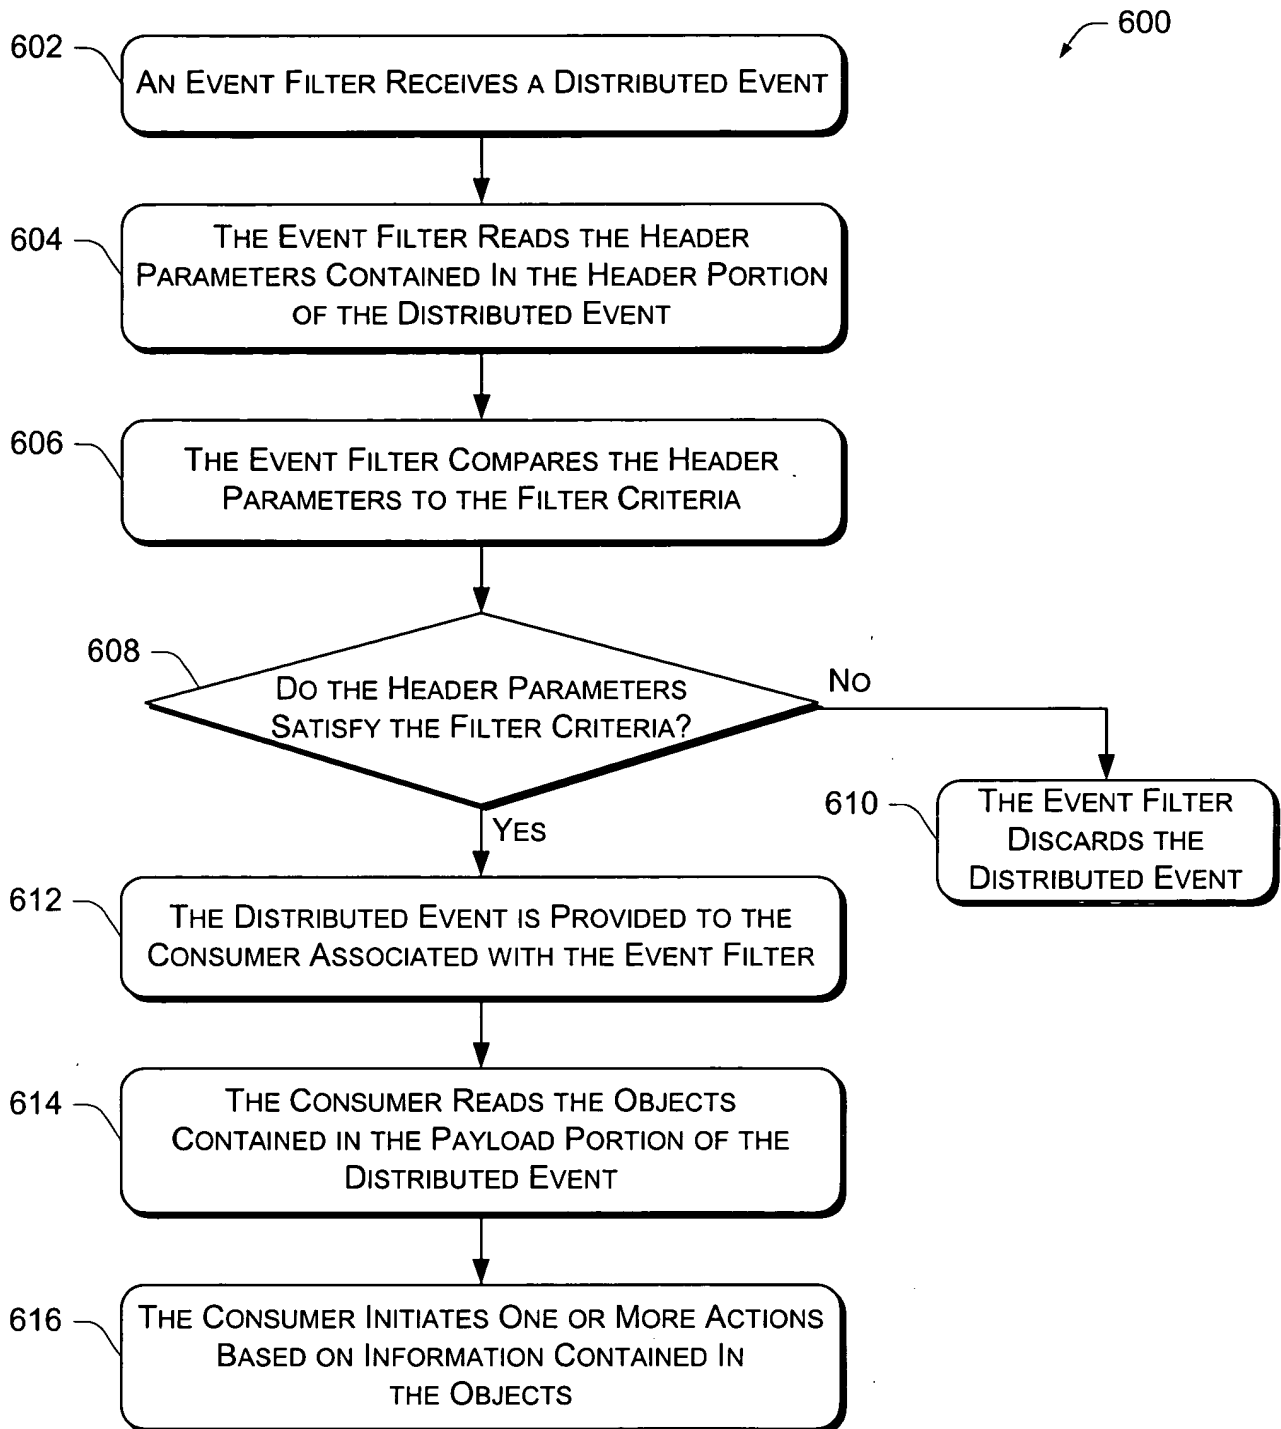 600
602
AN EVENT FILTER RECEIVES A DISTRIBUTED EVENT
604
THE EVENT FILTER READS THE HEADER
PARAMETERS CONTAINED IN THE HEADER PORTION
OF THE DISTRIBUTED EVENT
606
THE EVENT FILTER COMPARES THE HEADER
PARAMETERS TO THE FILTER CRITERIA
608
DO THE HEADER PARAMETERS
SATISFY THE FILTER CRITERIA?
NO
610
THE EVENT FILTER
DISCARDS THE
DISTRIBUTED EVENT
YES
612
THE DISTRIBUTED EVENT IS PROVIDED TO THE
CONSUMER ASSOCIATED WITH THE EVENT FILTER
614
THE CONSUMER READS THE OBJECTS
CONTAINED IN THE PAYLOAD PORTION OF THE
DISTRIBUTED EVENT
616
THE CONSUMER INITIATES ONE OR MORE ACTIONS
BASED ON INFORMATION CONTAINED IN
THE OBJECTS